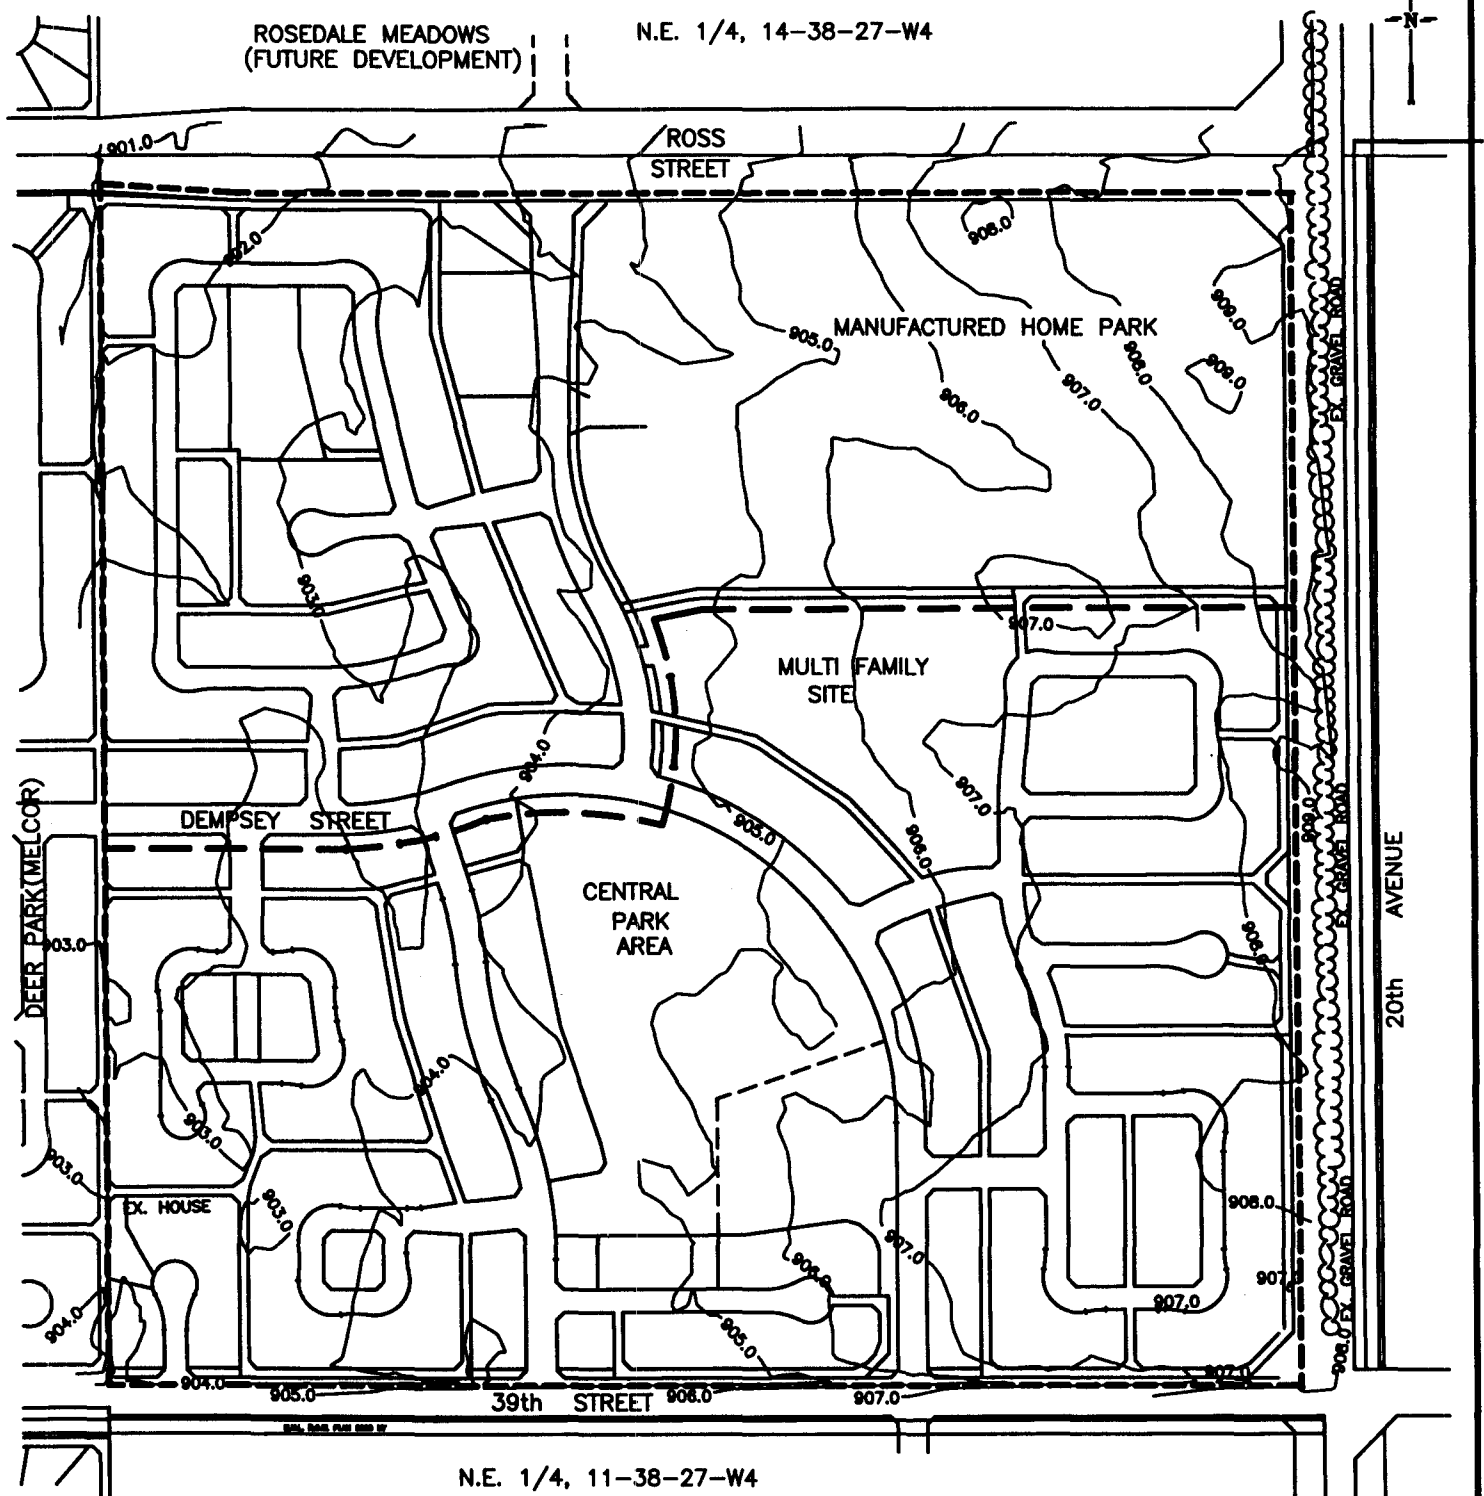 ROSEDALE MEADOWS
(FUTURE DEVELOPMENT)
N.E. 1/4, 14-38-27-W4
N
901.0
ROSS
STREET
902.0
908.0
909.0
EX. GRAVEL ROAD
905.0
MANUFACTURED HOME PARK
908.0
909.0
907.0
906.0
903.0
907.0
MULTI FAMILY
SITE
904.0
907.0
909.0
DEMPSEY STREET
905.0
906.0
EX. GRAVEL ROAD
DEER PARK(MELCOR)
CENTRAL
PARK
AREA
20th AVENUE
903.0
908.0
904.0
903.0
903.0
EX. HOUSE
903.0
908.0
EX. GRAVEL ROAD
907.0
906.0
907.0
907.0
904.0
905.0
908.0
907.0
904.0
905.0
39th STREET
906.0
907.0
N.E. 1/4, 11-38-27-W4